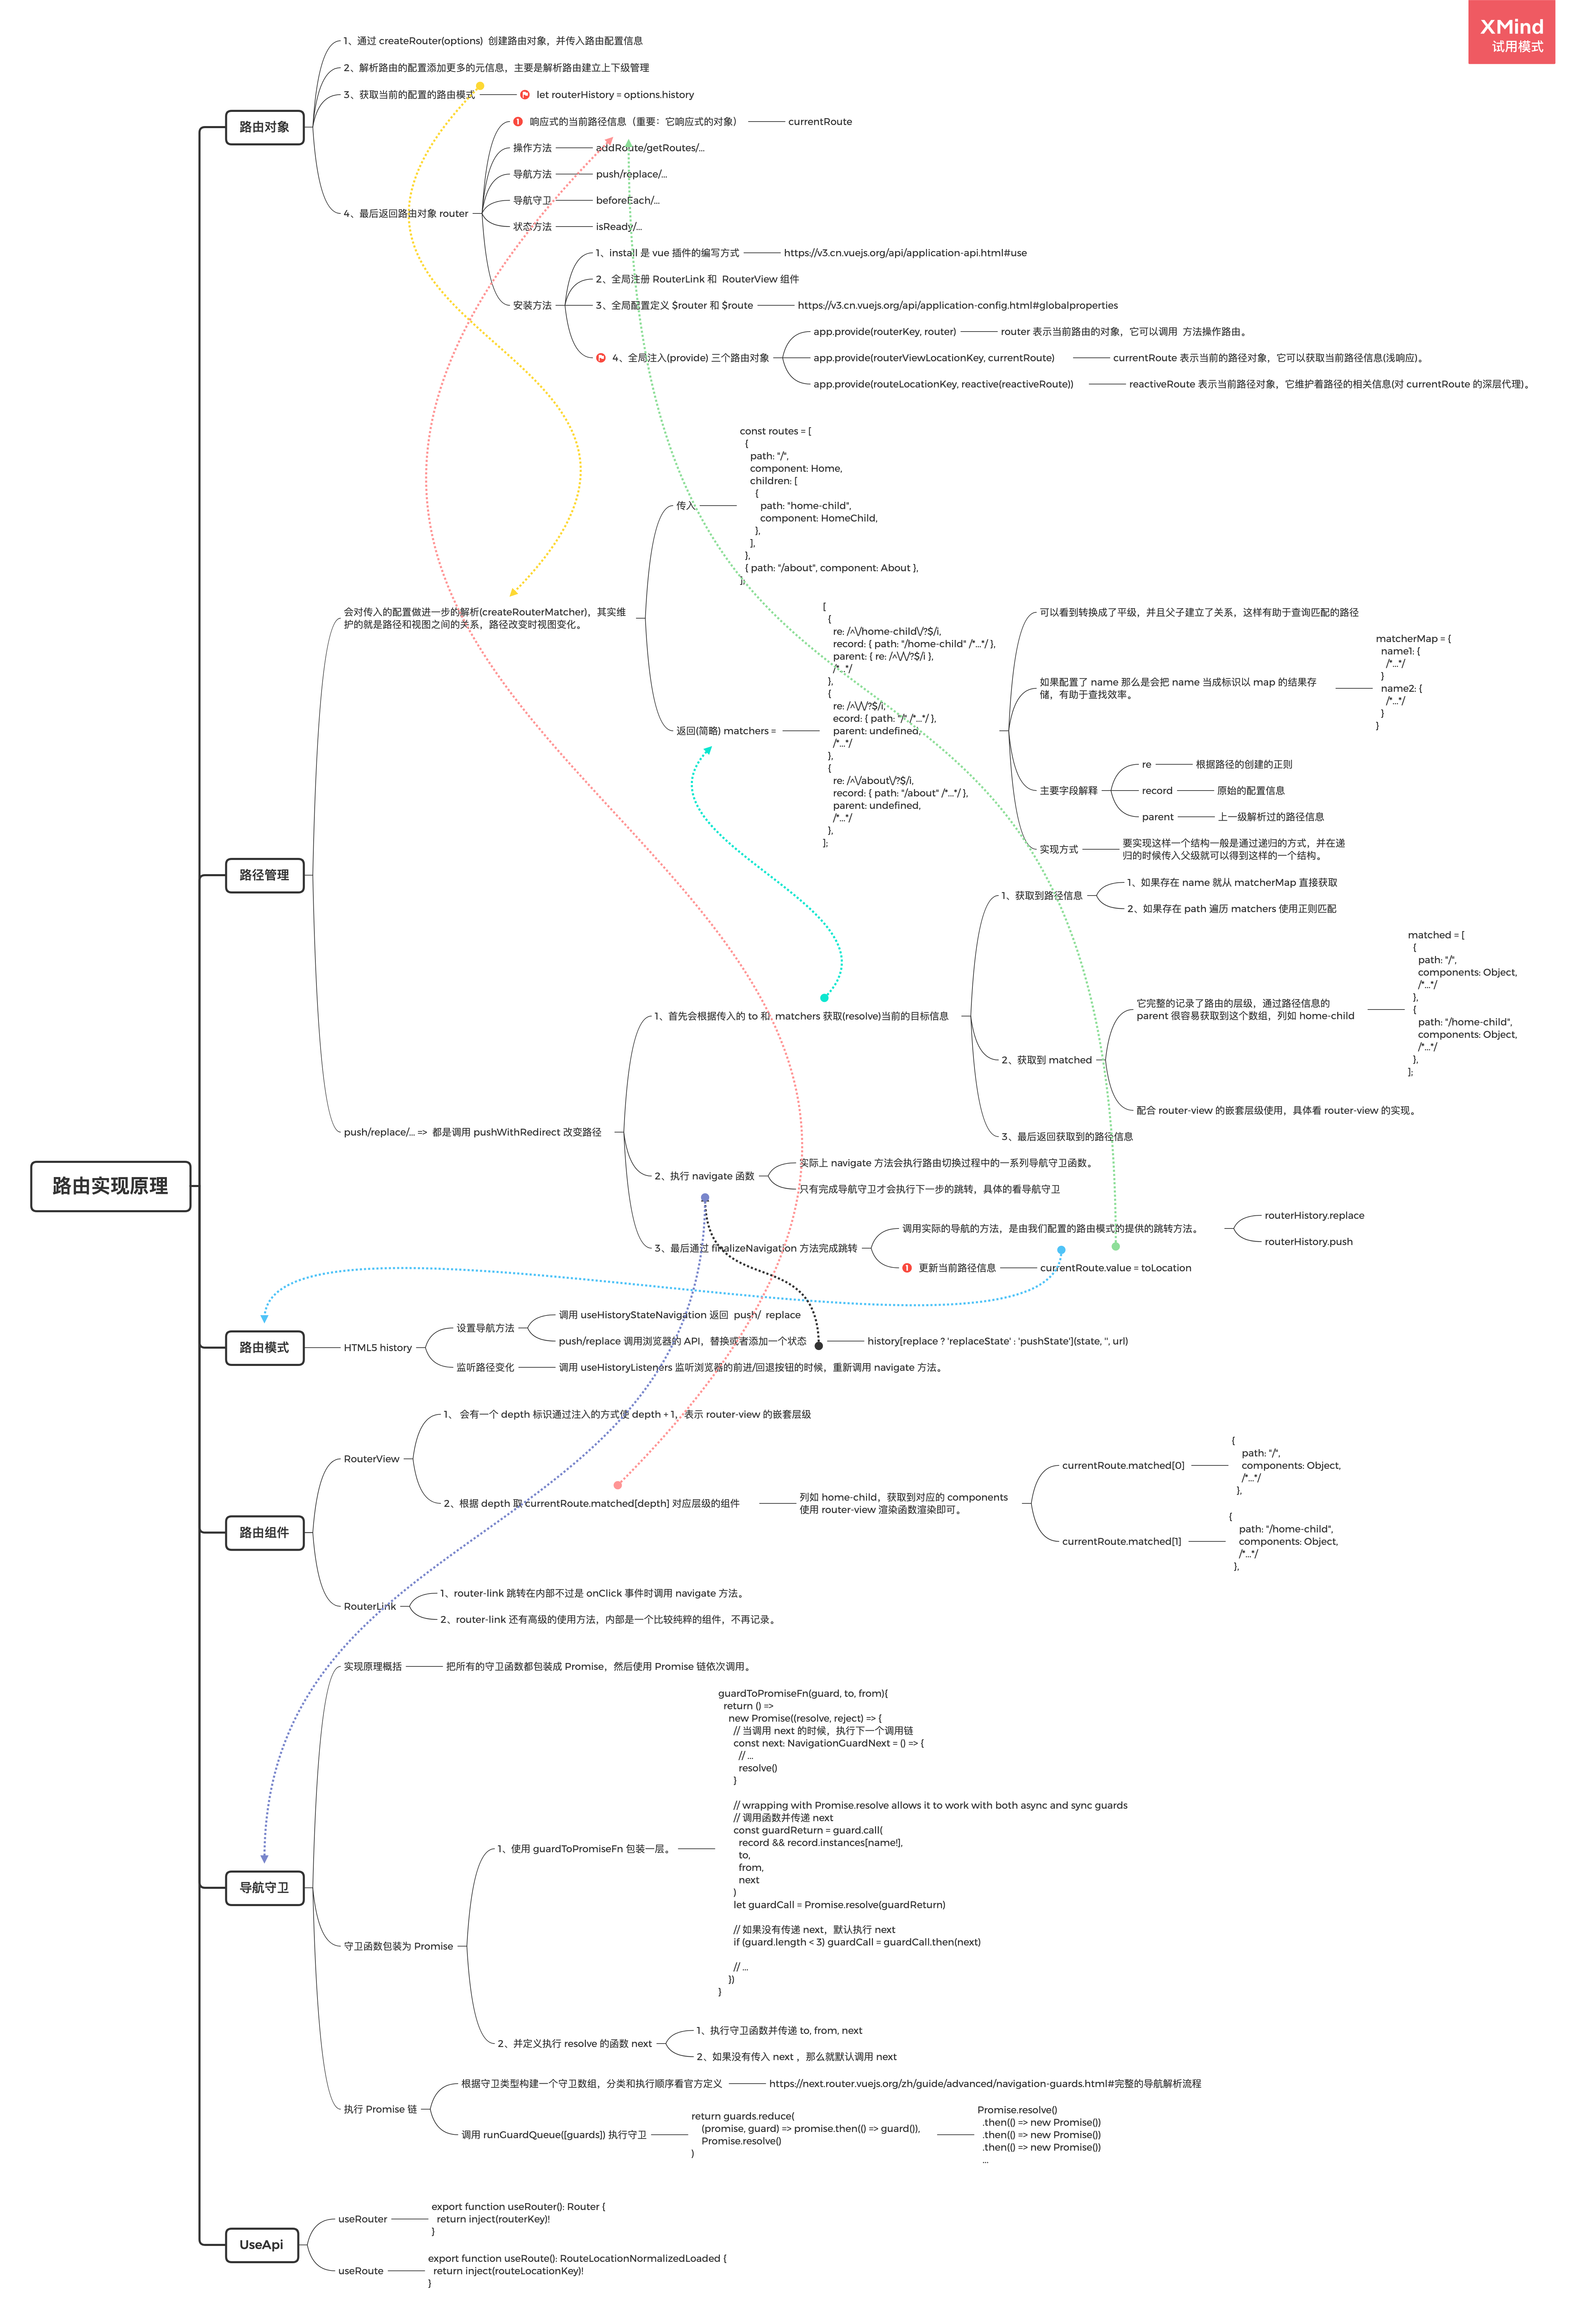 XMind
试用模式
路由实现原理
路由对象
1、通过 createRouter(options) 创建路由对象，并传入路由配置信息
2、解析路由的配置添加更多的元信息，主要是解析路由建立上下级管理
3、获取当前的配置的路由模式
let routerHistory = options.history
4、最后返回路由对象 router
响应式的当前路径信息（重要：它响应式的对象）
currentRoute
操作方法
addRoute/getRoutes/...
导航方法
push/replace/...
导航守卫
beforeEach/...
状态方法
isReady/...
安装方法
1、install 是 vue 插件的编写方式
https://v3.cn.vuejs.org/api/application-api.html#use
2、全局注册 RouterLink 和 RouterView 组件
3、全局配置定义 $router 和 $route
https://v3.cn.vuejs.org/api/application-config.html#globalproperties
4、全局注入(provide) 三个路由对象
app.provide(routerKey, router)
router 表示当前路由的对象，它可以调用 方法操作路由。
app.provide(routerViewLocationKey, currentRoute)
currentRoute 表示当前的路径对象，它可以获取当前路径信息(浅响应)。
app.provide(routeLocationKey, reactive(reactiveRoute))
reactiveRoute 表示当前路径对象，它维护着路径的相关信息(对 currentRoute 的深层代理)。
路径管理
会对传入的配置做进一步的解析(createRouterMatcher)，其实维
护的就是路径和视图之间的关系，路径改变时视图变化。
传入
const routes = [
{
path: "/",
component: Home,
children: [
{
path: "home-child",
component: HomeChild,
},
],
},
{ path: "/about", component: About },
];
返回(简略) matchers =
[
{
re: /^\/home-child\/?$/i,
record: { path: "/home-child" /*...*/ },
parent: { re: /^\/\/?$/i },
/*...*/
},
{
re: /^\/\/?$/i,
ecord: { path: "/" /*...*/ },
parent: undefined,
/*...*/
},
{
re: /^\/about\/?$/i,
record: { path: "/about" /*...*/ },
parent: undefined,
/*...*/
},
];
可以看到转换成了平级，并且父子建立了关系，这样有助于查询匹配的路径
如果配置了 name 那么是会把 name 当成标识以 map 的结果存
储，有助于查找效率。
matcherMap = {
name1: {
/*...*/
}
name2: {
/*...*/
}
}
主要字段解释
re
根据路径的创建的正则
record
原始的配置信息
parent
上一级解析过的路径信息
实现方式
要实现这样一个结构一般是通过递归的方式，并在递
归的时候传入父级就可以得到这样的一个结构。
push/replace/... => 都是调用 pushWithRedirect 改变路径
1、首先会根据传入的 to 和 matchers 获取(resolve)当前的目标信息
1、获取到路径信息
1、如果存在 name 就从 matcherMap 直接获取
2、如果存在 path 遍历 matchers 使用正则匹配
2、获取到 matched
它完整的记录了路由的层级，通过路径信息的
parent 很容易获取到这个数组，列如 home-child
matched = [
{
path: "/",
components: Object,
/*...*/
},
{
path: "/home-child",
components: Object,
/*...*/
},
];
配合 router-view 的嵌套层级使用，具体看 router-view 的实现。
3、最后返回获取到的路径信息
2、执行 navigate 函数
实际上 navigate 方法会执行路由切换过程中的一系列导航守卫函数。
只有完成导航守卫才会执行下一步的跳转，具体的看导航守卫
3、最后通过 finalizeNavigation 方法完成跳转
调用实际的导航的方法，是由我们配置的路由模式的提供的跳转方法。
routerHistory.replace
routerHistory.push
更新当前路径信息
currentRoute.value = toLocation
路由模式
HTML5 history
设置导航方法
调用 useHistoryStateNavigation 返回 push/ replace
push/replace 调用浏览器的 API，替换或者添加一个状态
history[replace ? 'replaceState' : 'pushState'](state, '', url)
监听路径变化
调用 useHistoryListeners 监听浏览器的前进/回退按钮的时候，重新调用 navigate 方法。
路由组件
RouterView
1、 会有一个 depth 标识通过注入的方式使 depth + 1，表示 router-view 的嵌套层级
2、根据 depth 取 currentRoute.matched[depth] 对应层级的组件
列如 home-child，获取到对应的 components
使用 router-view 渲染函数渲染即可。
currentRoute.matched[0]
{
path: "/",
components: Object,
/*...*/
},
currentRoute.matched[1]
{
path: "/home-child",
components: Object,
/*...*/
},
RouterLink
1、router-link 跳转在内部不过是 onClick 事件时调用 navigate 方法。
2、router-link 还有高级的使用方法，内部是一个比较纯粹的组件，不再记录。
导航守卫
实现原理概括
把所有的守卫函数都包装成 Promise，然后使用 Promise 链依次调用。
守卫函数包装为 Promise
1、使用 guardToPromiseFn 包装一层。
guardToPromiseFn(guard, to, from){
return () =>
new Promise((resolve, reject) => {
// 当调用 next 的时候，执行下一个调用链
const next: NavigationGuardNext = () => {
// ...
resolve()
}
// wrapping with Promise.resolve allows it to work with both async and sync guards
// 调用函数并传递 next
const guardReturn = guard.call(
record && record.instances[name!],
to,
from,
next
)
let guardCall = Promise.resolve(guardReturn)
// 如果没有传递 next，默认执行 next
if (guard.length < 3) guardCall = guardCall.then(next)
// ...
})
}
2、并定义执行 resolve 的函数 next
1、执行守卫函数并传递 to, from, next
2、如果没有传入 next ，那么就默认调用 next
执行 Promise 链
根据守卫类型构建一个守卫数组，分类和执行顺序看官方定义
https://next.router.vuejs.org/zh/guide/advanced/navigation-guards.html#完整的导航解析流程
调用 runGuardQueue([guards]) 执行守卫
return guards.reduce(
(promise, guard) => promise.then(() => guard()),
Promise.resolve()
)
Promise.resolve()
.then(() => new Promise())
.then(() => new Promise())
.then(() => new Promise())
...
UseApi
useRouter
export function useRouter(): Router {
return inject(routerKey)!
}
useRoute
export function useRoute(): RouteLocationNormalizedLoaded {
return inject(routeLocationKey)!
}